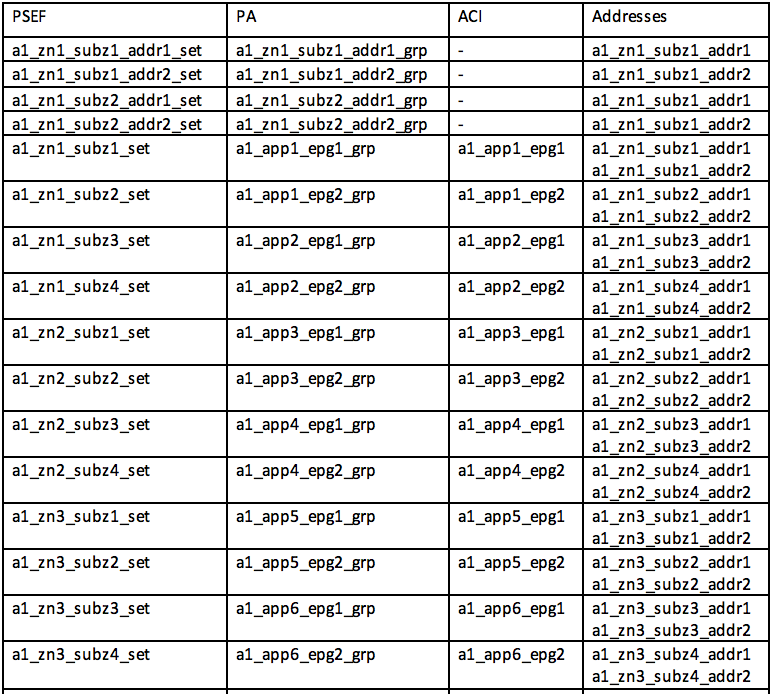 PSEF PA ACI Addresses
a1_zn1_subz1_addr1_set a1_zn1_subz1_addr1_grp - a1_zn1_subz1_addr1
a1_zn1_subz1_addr2_set a1_zn1_subz1_addr2_grp - a1_zn1_subz1_addr2
a1_zn1_subz2_addr1_set a1_zn1_subz2_addr1_grp - a1_zn1_subz1_addr1
a1_zn1_subz2_addr2_set a1_zn1_subz2_addr2_grp - a1_zn1_subz1_addr2
a1_zn1_subz1_set a1_app1_epg1_grp a1_app1_epg1 a1_zn1_subz1_addr1
a1_zn1_subz1_addr2
a1_zn1_subz2_set a1_app1_epg2_grp a1_app1_epg2 a1_zn1_subz2_addr1
a1_zn1_subz2_addr2
a1_zn1_subz3_set a1_app2_epg1_grp a1_app2_epg1 a1_zn1_subz3_addr1
a1_zn1_subz3_addr2
a1_zn1_subz4_set a1_app2_epg2_grp a1_app2_epg2 a1_zn1_subz4_addr1
a1_zn1_subz4_addr2
a1_zn2_subz1_set a1_app3_epg1_grp a1_app3_epg1 a1_zn2_subz1_addr1
a1_zn2_subz1_addr2
a1_zn2_subz2_set a1_app3_epg2_grp a1_app3_epg2 a1_zn2_subz2_addr1
a1_zn2_subz2_addr2
a1_zn2_subz3_set a1_app4_epg1_grp a1_app4_epg1 a1_zn2_subz3_addr1
a1_zn2_subz3_addr2
a1_zn2_subz4_set a1_app4_epg2_grp a1_app4_epg2 a1_zn2_subz4_addr1
a1_zn2_subz4_addr2
a1_zn3_subz1_set a1_app5_epg1_grp a1_app5_epg1 a1_zn3_subz1_addr1
a1_zn3_subz1_addr2
a1_zn3_subz2_set a1_app5_epg2_grp a1_app5_epg2 a1_zn3_subz2_addr1
a1_zn3_subz2_addr2
a1_zn3_subz3_set a1_app6_epg1_grp a1_app6_epg1 a1_zn3_subz3_addr1
a1_zn3_subz3_addr2
a1_zn3_subz4_set a1_app6_epg2_grp a1_app6_epg2 a1_zn3_subz4_addr1
a1_zn3_subz4_addr2